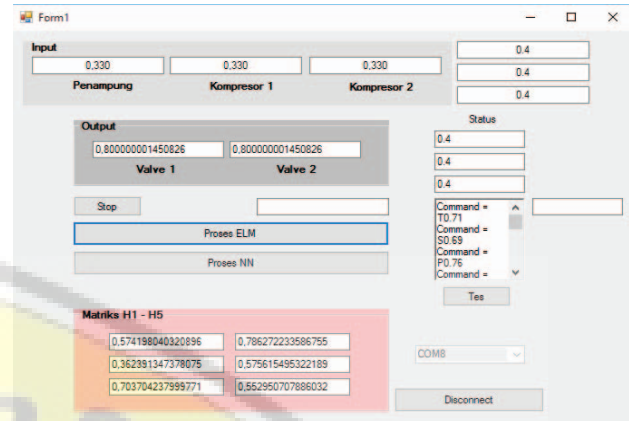 Form1
Input
0,330 0,330 0,330
Penampung Kompresor 1 Kompresor 2
0.4
0.4
0.4
Output
0,800000001450826 0,800000001450826
Valve 1 Valve 2
Status
0.4
0.4
0.4
Stop
Proses ELM
Proses NN
Command =
T0.71
Command =
S0.69
Command =
P0.76
Command =
Tes
Matriks H1 - H5
0,574198040320896 0,786272233586755
0,362391347378075 0,575615495322189
0,703704237999771 0,552950707886032
COM8
Disconnect